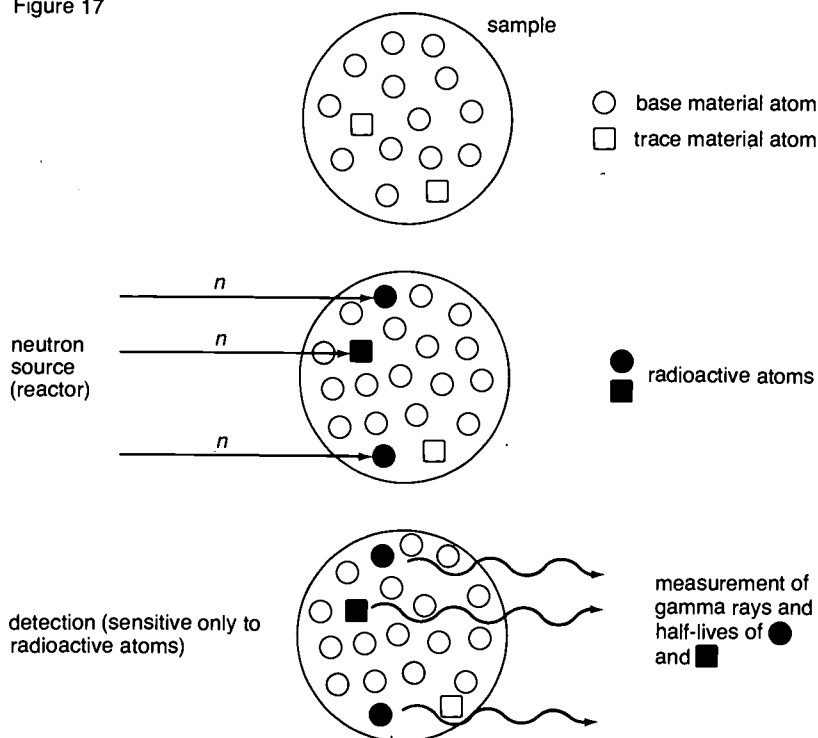 Figure 17
sample
base material atom
trace material atom
n
n
n
neutron
source
(reactor)
radioactive atoms
detection (sensitive only to
radioactive atoms)
measurement of
gamma rays and
half-lives of
and